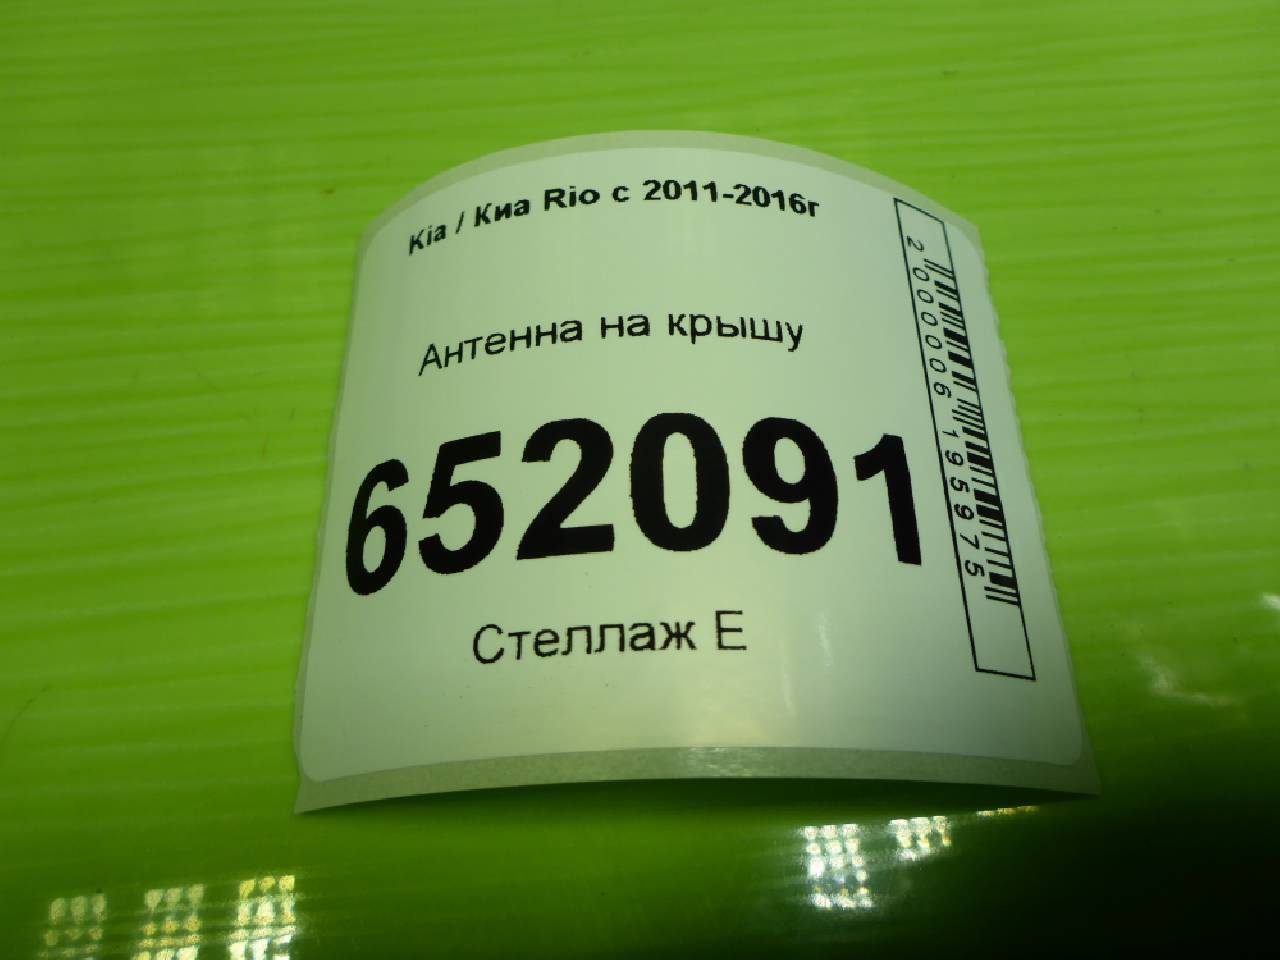 Kia / Киа Rio с 2011-2016г
Антенна на крышу
652091
Стеллаж Е
2000006195975